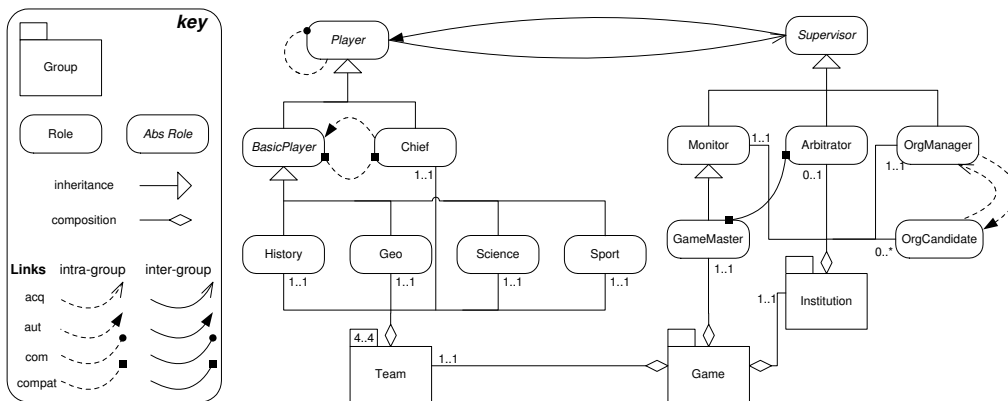 key
Group
Role
Abs Role
inheritance
composition
Links intra-group inter-group
acq
aut
com
compat
Player
Supervisor
BasicPlayer
Chief
1..1
Monitor
1..1
Arbitrator
0..1
OrgManager
1..1
History
1..1
Geo
1..1
Science
1..1
Sport
1..1
GameMaster
1..1
OrgCandidate
0..*
1..1
Institution
4..4
Team
1..1
Game